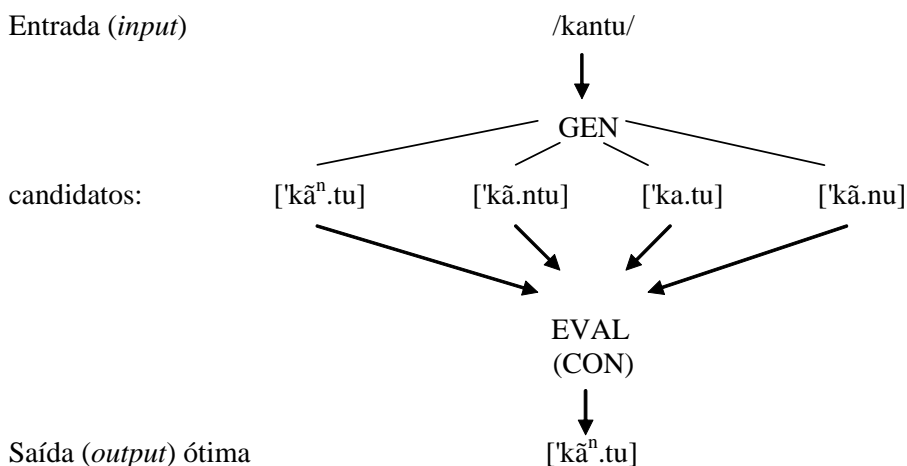 Entrada (input) /kantu/
GEN
candidatos: ['kãⁿ.tu] ['kã.ntu] ['ka.tu] ['kã.nu]
EVAL
(CON)
Saída (output) ótima ['kãⁿ.tu]